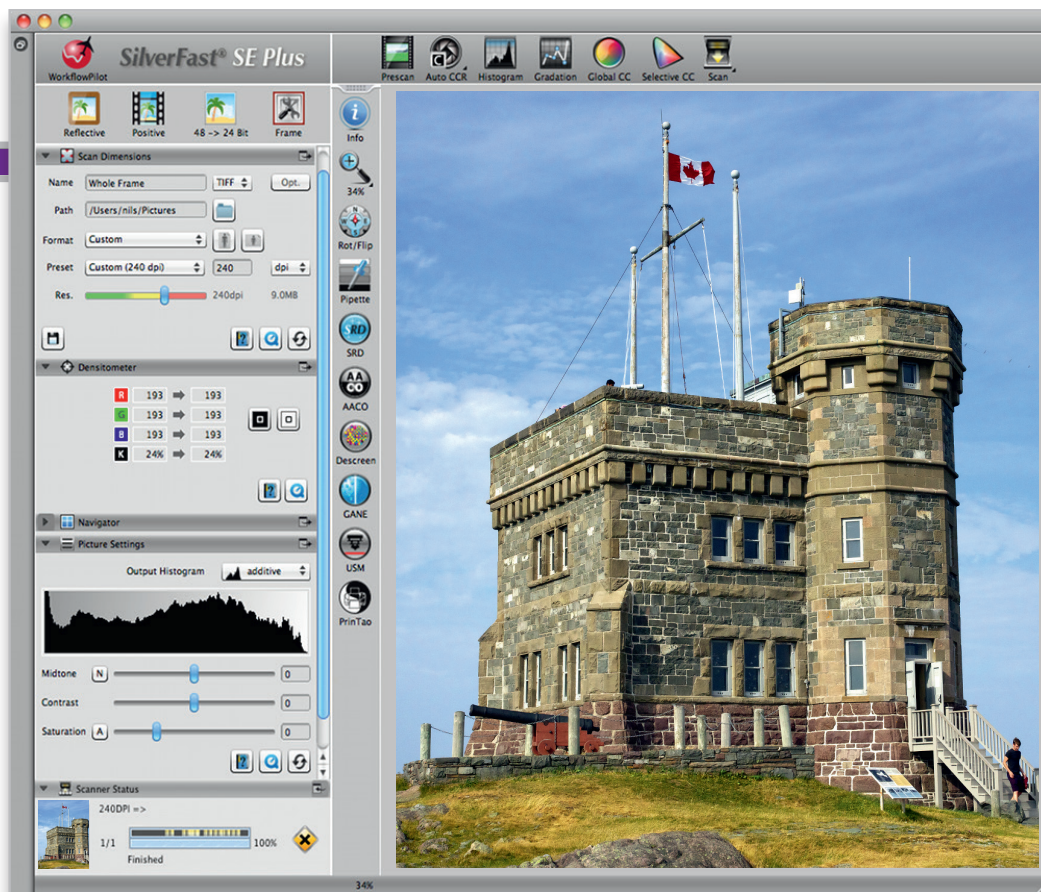 SilverFast® SE Plus
WorkflowPilot
Prescan Auto CCR Histogram Gradation Global CC Selective CC Scan
Reflective Positive 48 -> 24 Bit Frame
Scan Dimensions
Name Whole Frame TIFF Opt.
Path /Users/nils/Pictures
Format Custom
Preset Custom (240 dpi) 240 dpi
Res. 240dpi 9.0MB
Densitometer
R 193 193
G 193 193
B 193 193
K 24% 24%
Navigator
Picture Settings
Output Histogram additive
Midtone N 0
Contrast 0
Saturation A 0
Scanner Status
240DPI =>
1/1 100%
Finished
Info
34%
Rot/Flip
Pipette
SRD
SRD
AACO
AACO
Descreen
GANE
USM
PrinTao
34%